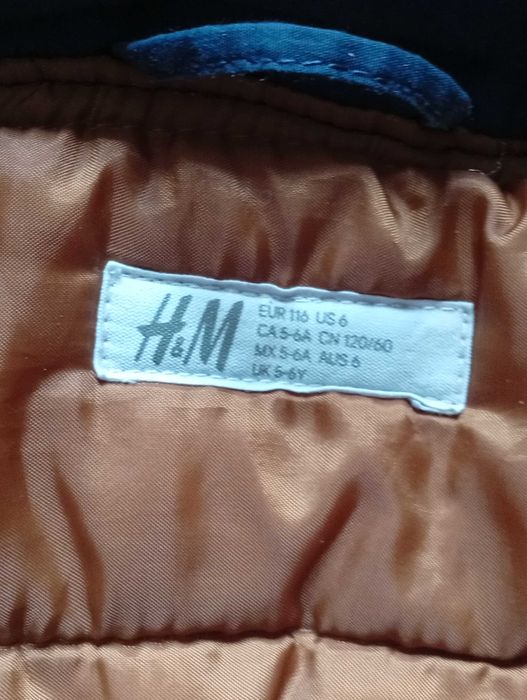 H&M
EUR 116 US 6
CA 5-6A CN 120/60
MX 5-6A AUS 6
UK 5-6Y